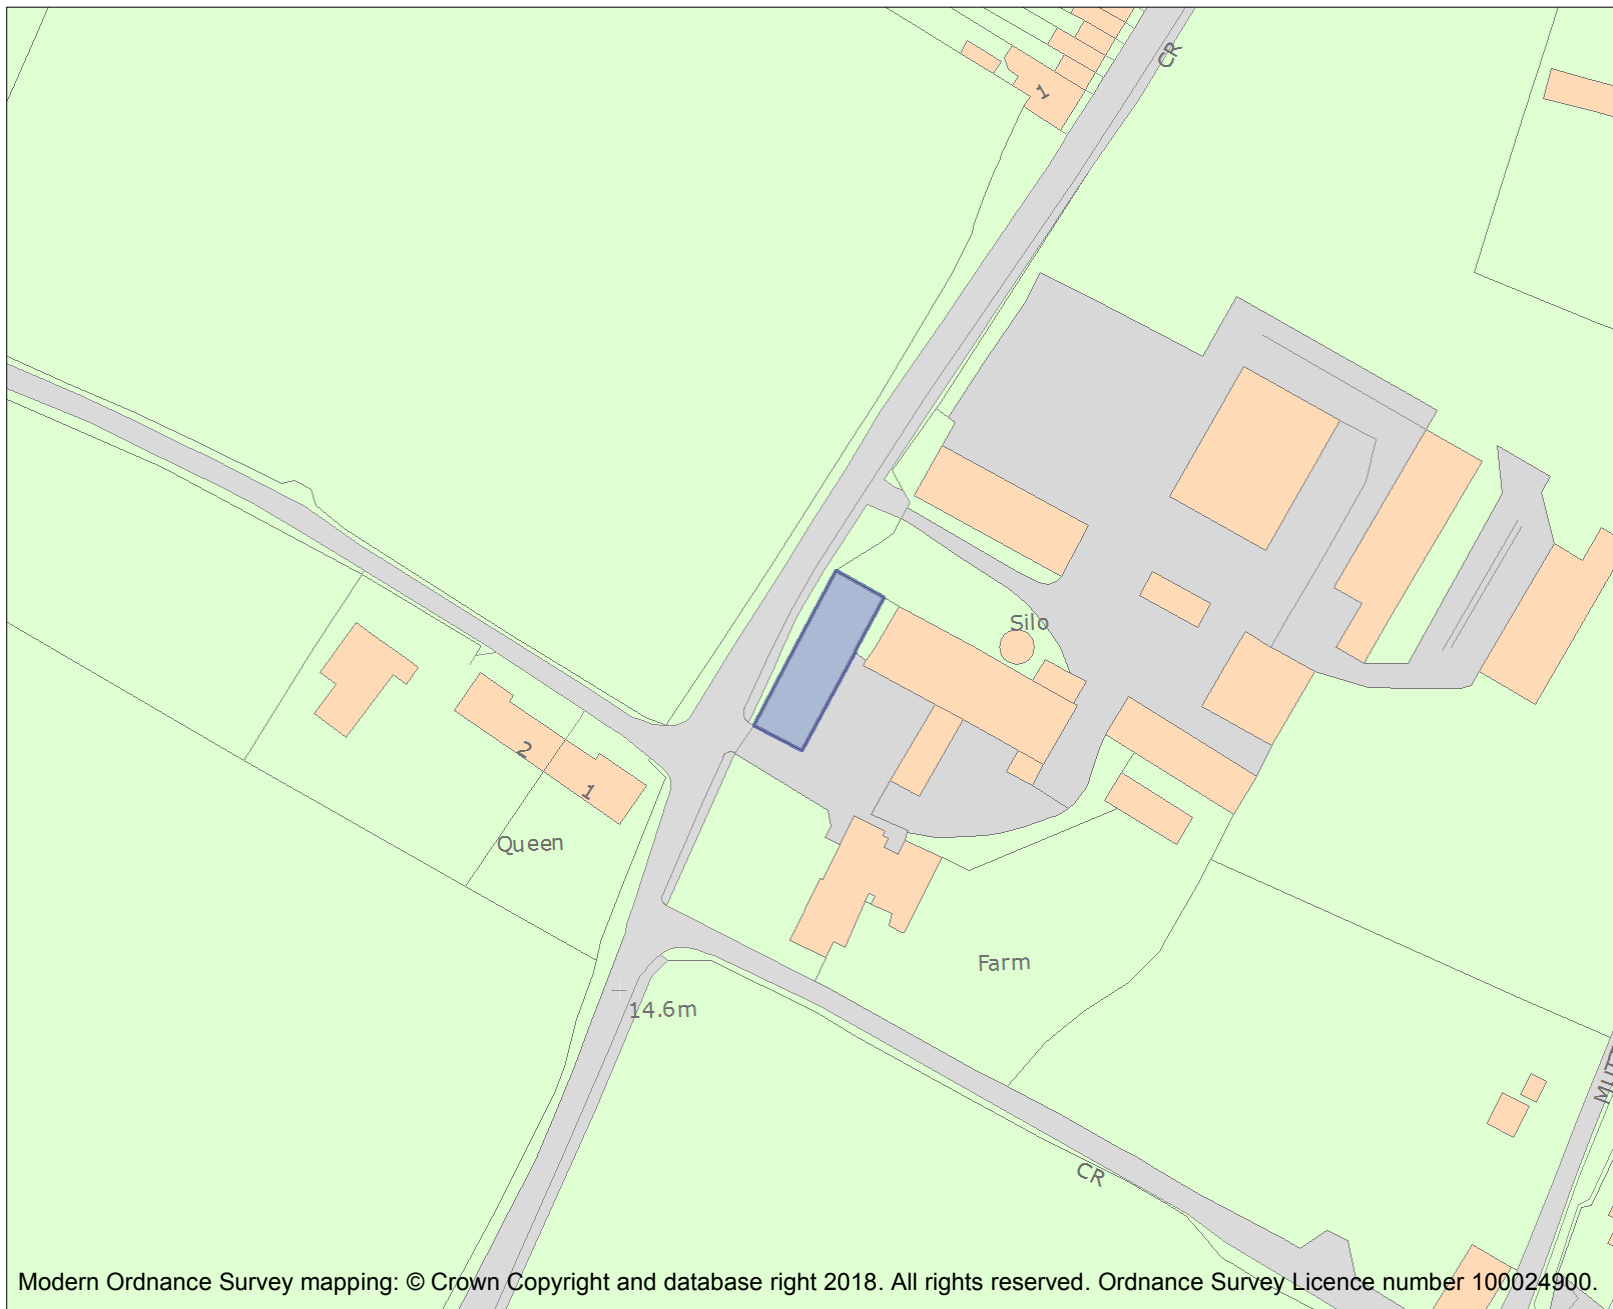 CR
1
Silo
2
1
Queen
Farm
14.6m
CR
Modern Ordnance Survey mapping: © Crown Copyright and database right 2018. All rights reserved. Ordnance Survey Licence number 100024900.